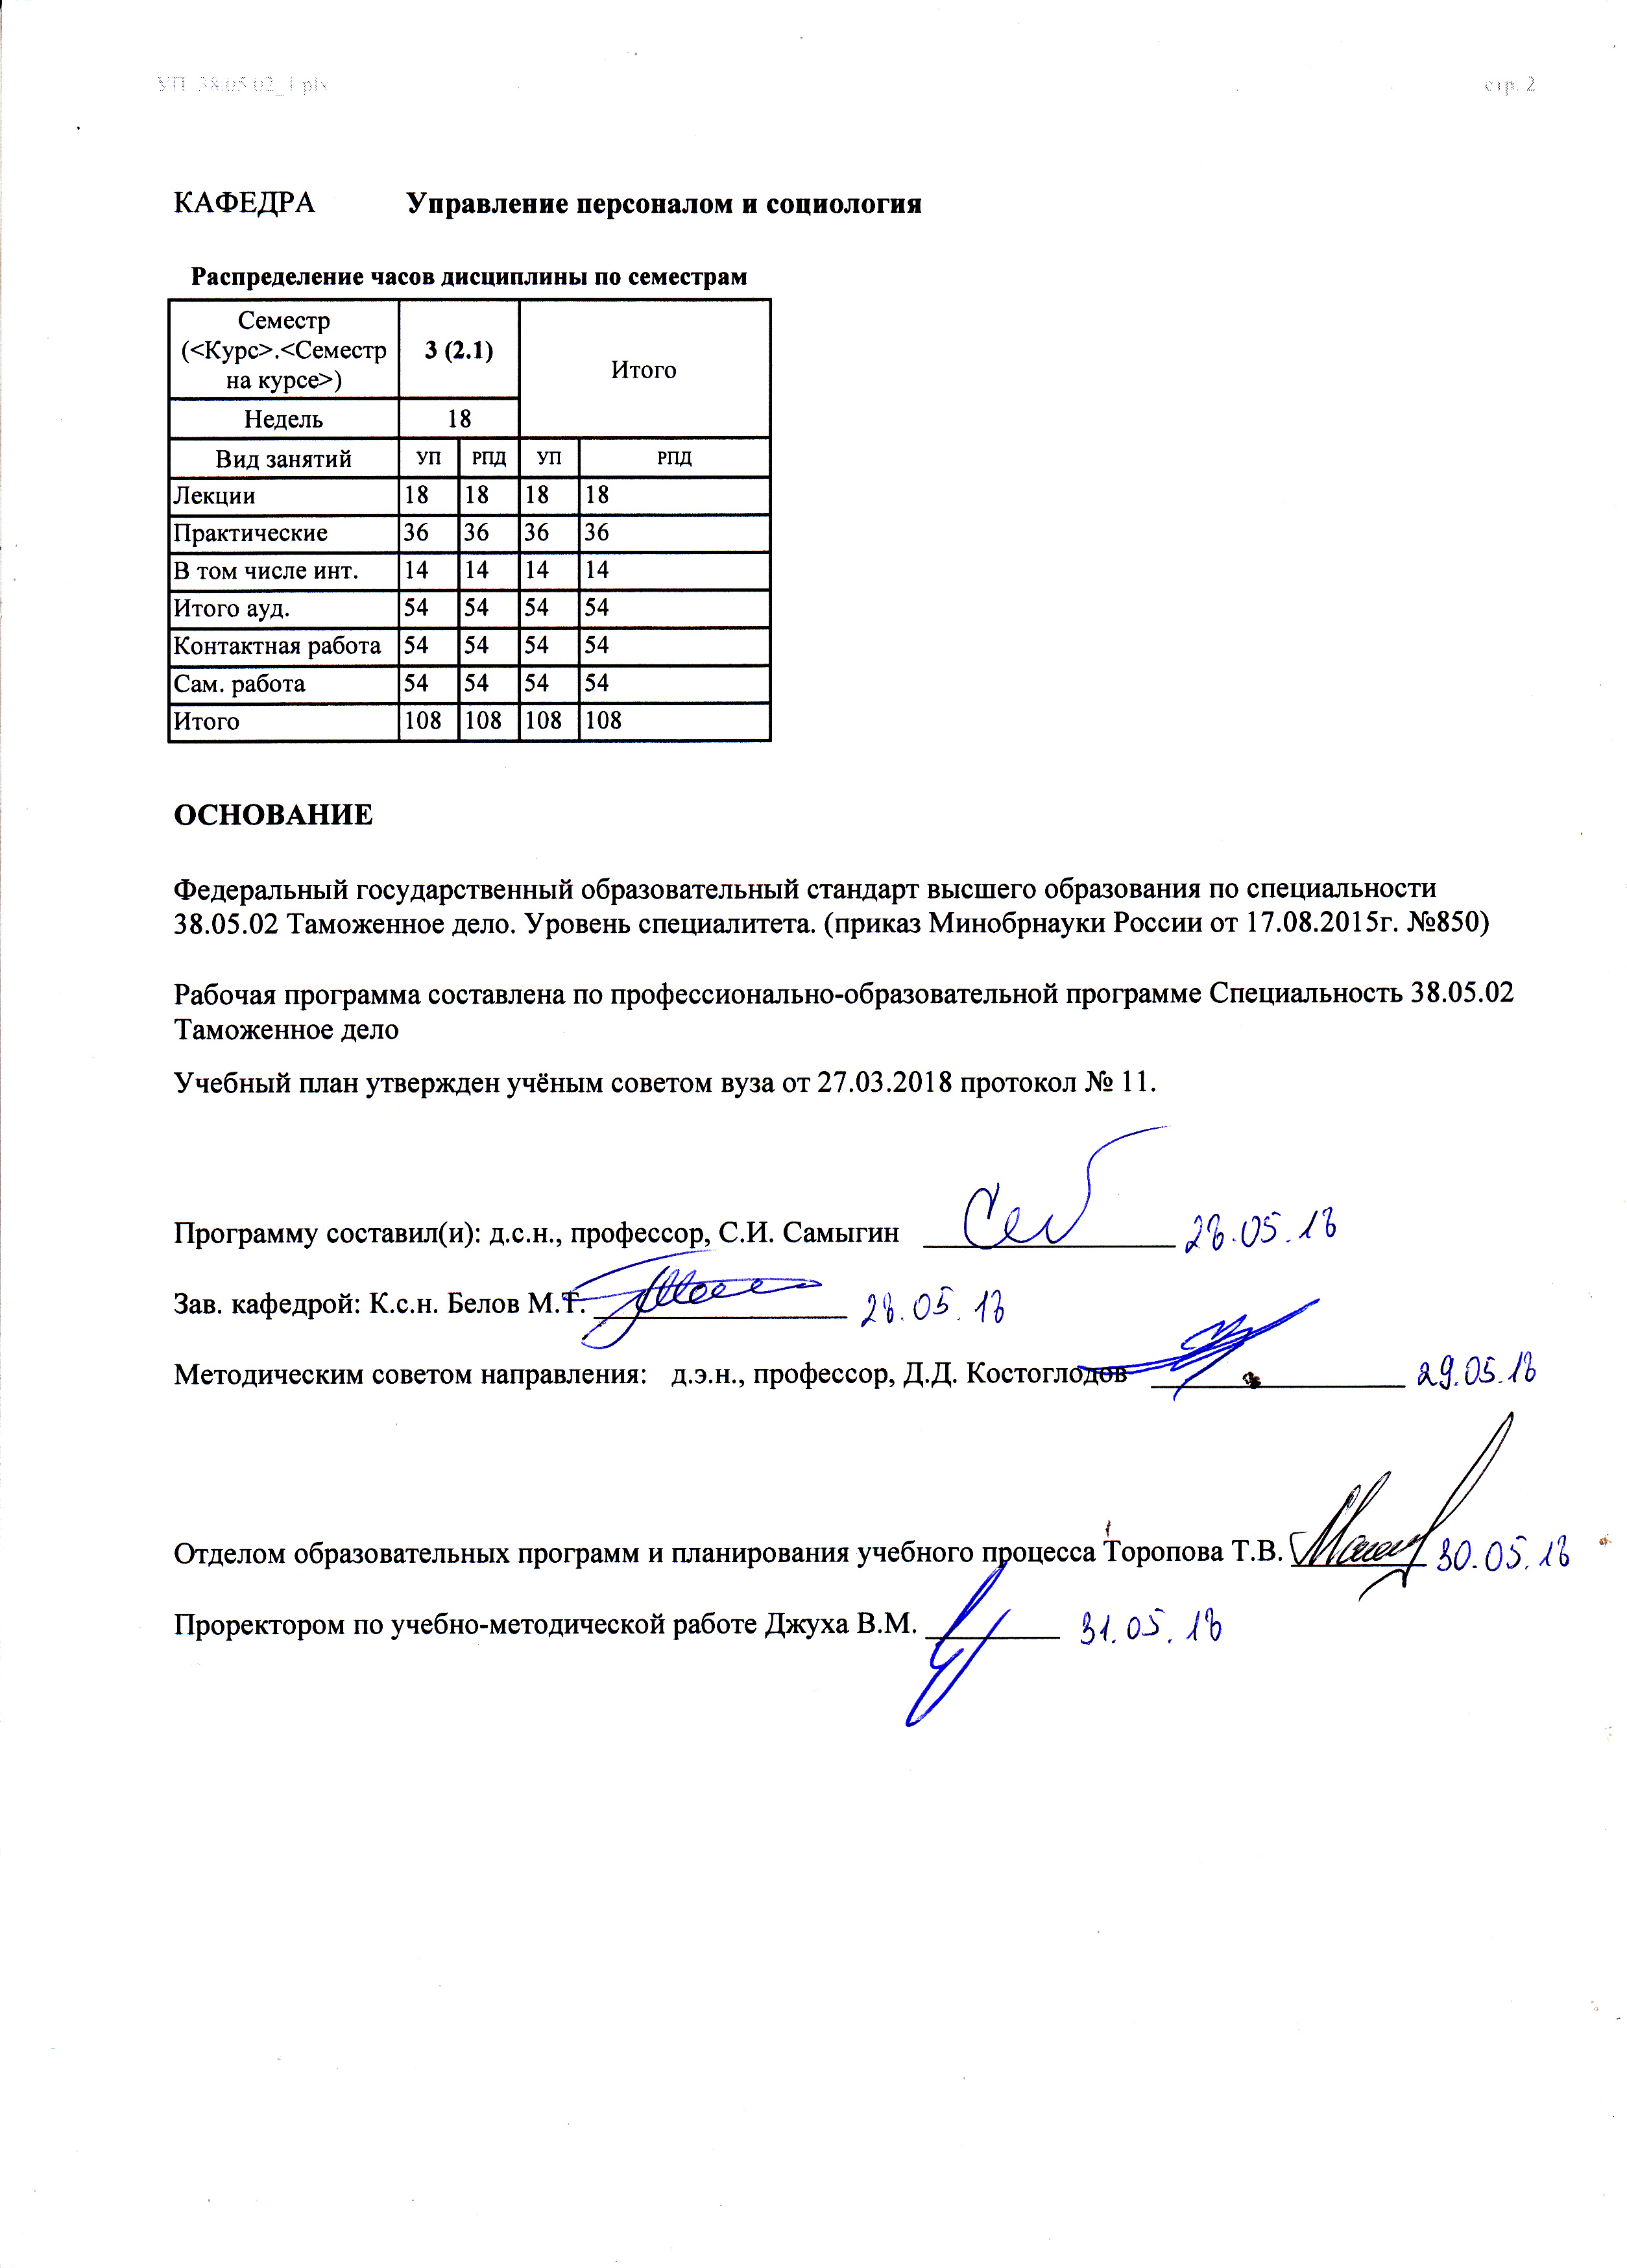 УП 38.05.02_1.plx стр. 2
КАФЕДРА Управление персоналом и социология
Распределение часов дисциплины по семестрам
Семестр
(<Курс>.<Семестр
на курсе>) 3 (2.1) Итого
Недель 18
Вид занятий УП РПД УП РПД
Лекции 18 18 18 18
Практические 36 36 36 36
В том числе инт. 14 14 14 14
Итого ауд. 54 54 54 54
Контактная работа 54 54 54 54
Сам. работа 54 54 54 54
Итого 108 108 108 108
ОСНОВАНИЕ
Федеральный государственный образовательный стандарт высшего образования по специальности
38.05.02 Таможенное дело. Уровень специалитета. (приказ Минобрнауки России от 17.08.2015г. №850)
Рабочая программа составлена по профессионально-образовательной программе Специальность 38.05.02
Таможенное дело
Учебный план утвержден учёным советом вуза от 27.03.2018 протокол № 11.
Программу составил(и): д.с.н., профессор, С.И. Самыгин 28.05.18
Зав. кафедрой: К.с.н. Белов М.Т. 28.05.18
Методическим советом направления: д.э.н., профессор, Д.Д. Костоглодов 29.05.18
Отделом образовательных программ и планирования учебного процесса Торопова Т.В. 30.05.18
Проректором по учебно-методической работе Джуха В.М. 31.05.18